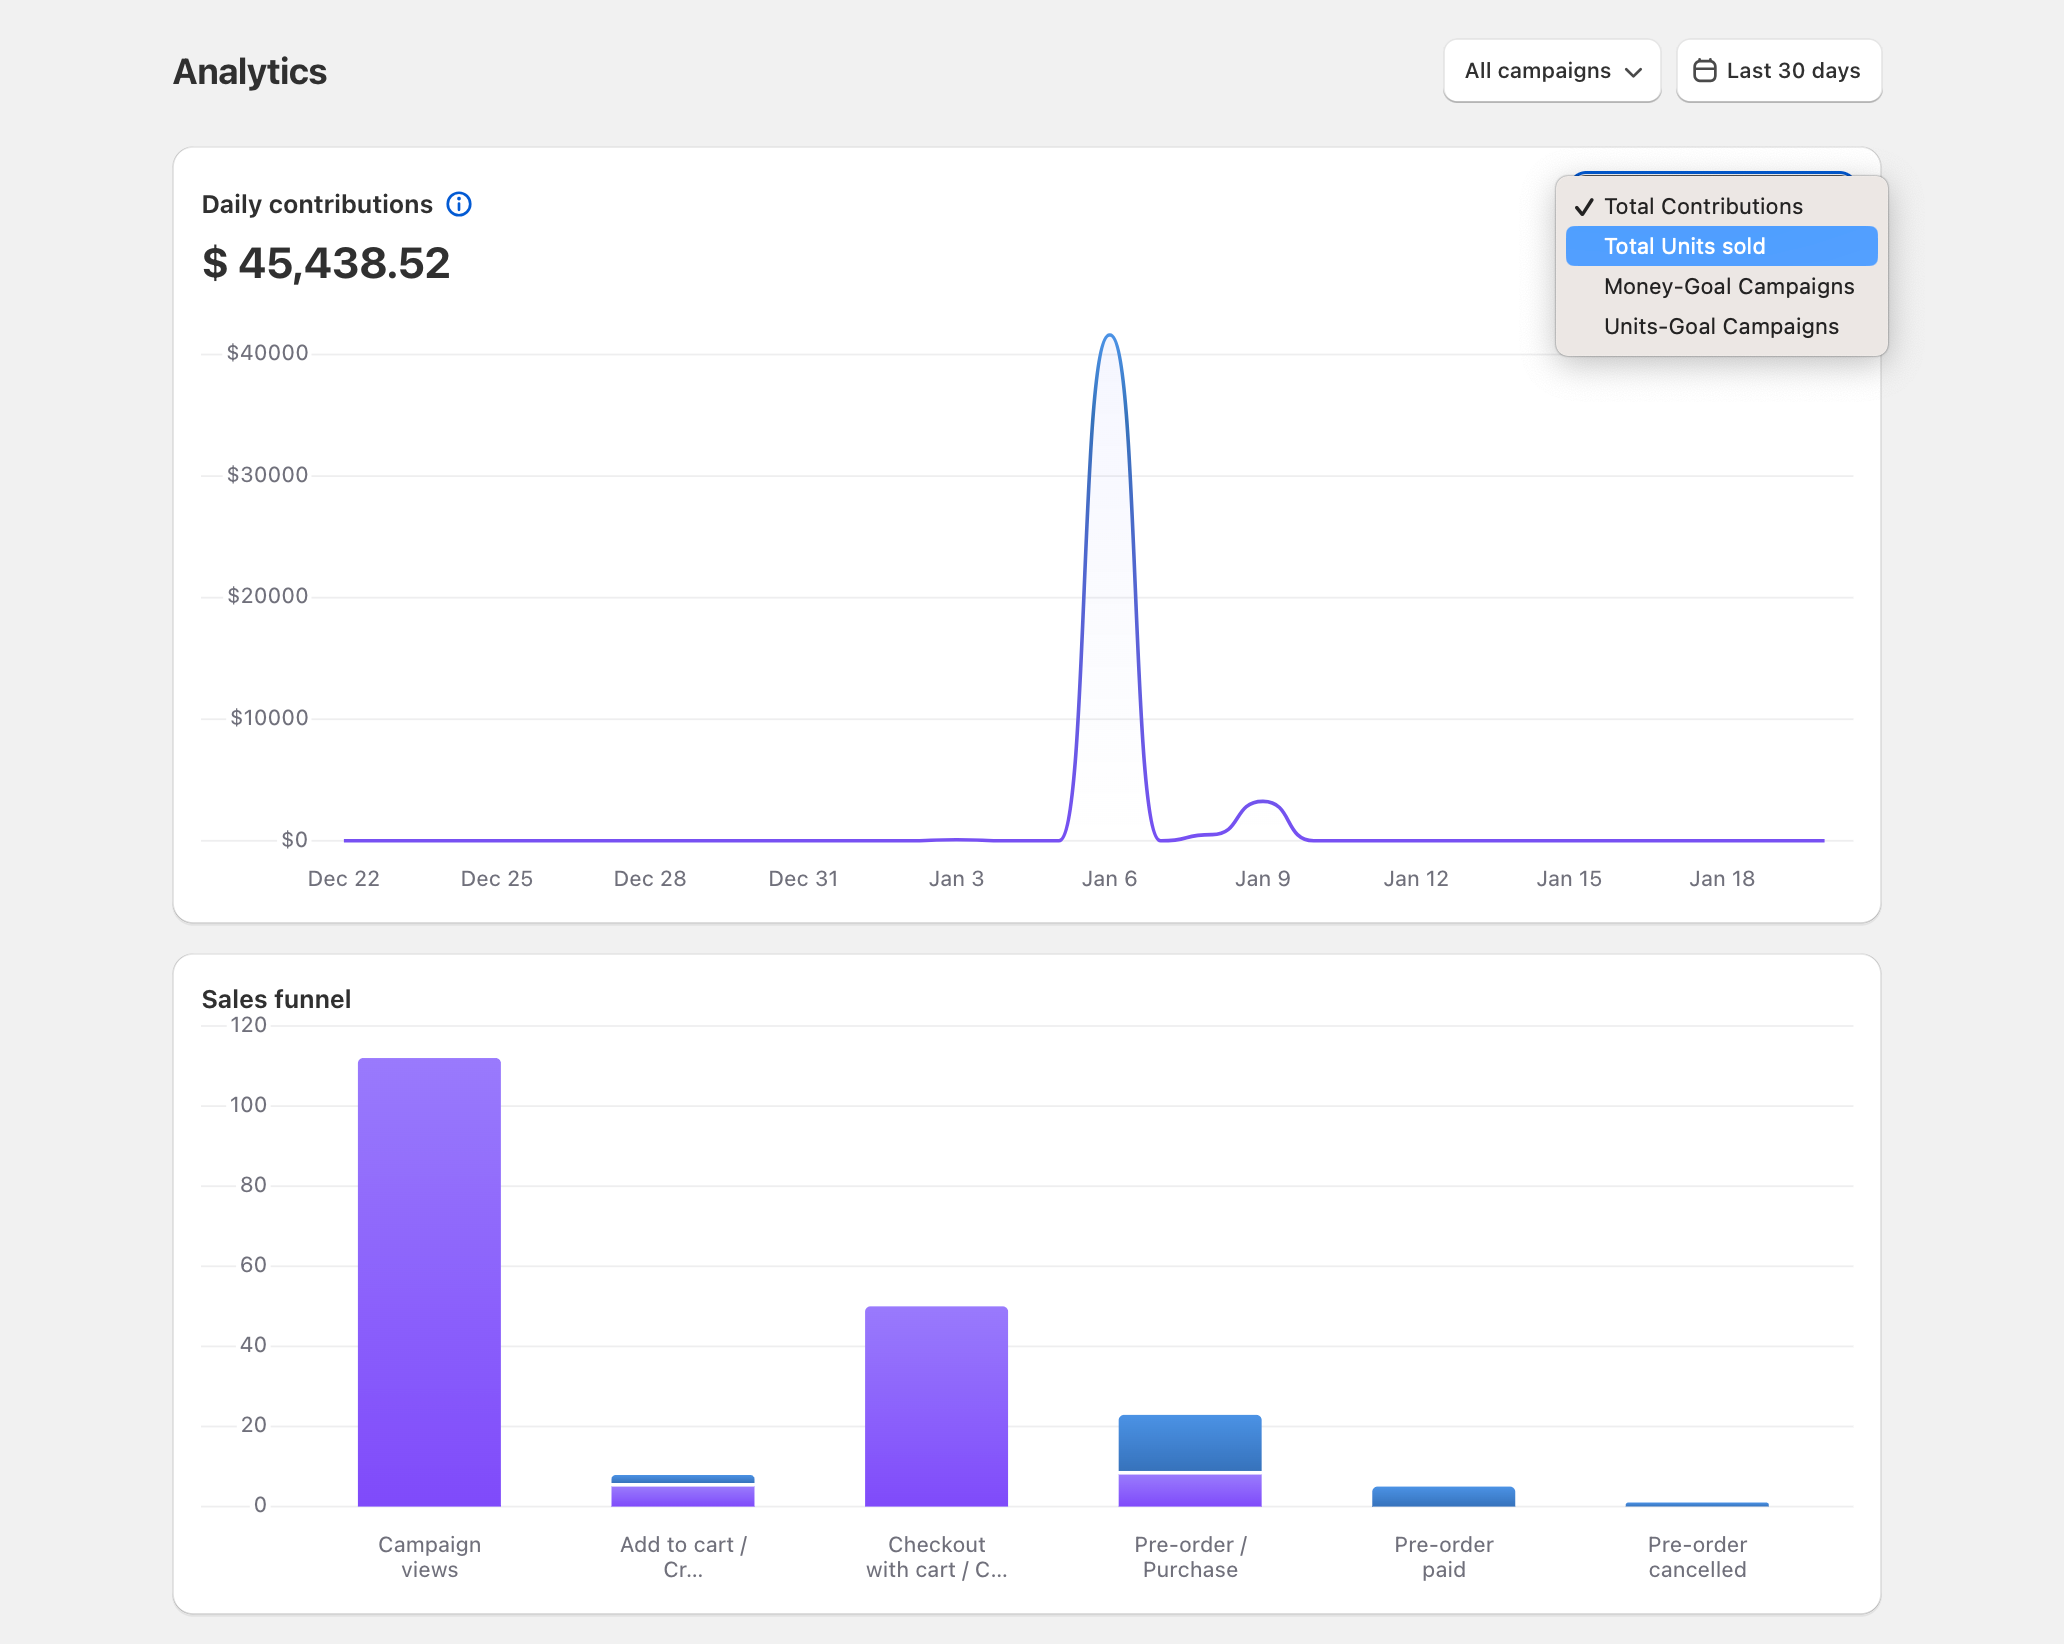 Analytics
All campaigns
Last 30 days
Daily contributions
$ 45,438.52
Total Contributions
Total Units sold
Money-Goal Campaigns
Units-Goal Campaigns
$40000
$30000
$20000
$10000
$0
Dec 22
Dec 25
Dec 28
Dec 31
Jan 3
Jan 6
Jan 9
Jan 12
Jan 15
Jan 18
Sales funnel
120
100
80
60
40
20
0
Campaign
views
Add to cart /
Cr...
Checkout
with cart / C...
Pre-order /
Purchase
Pre-order
paid
Pre-order
cancelled